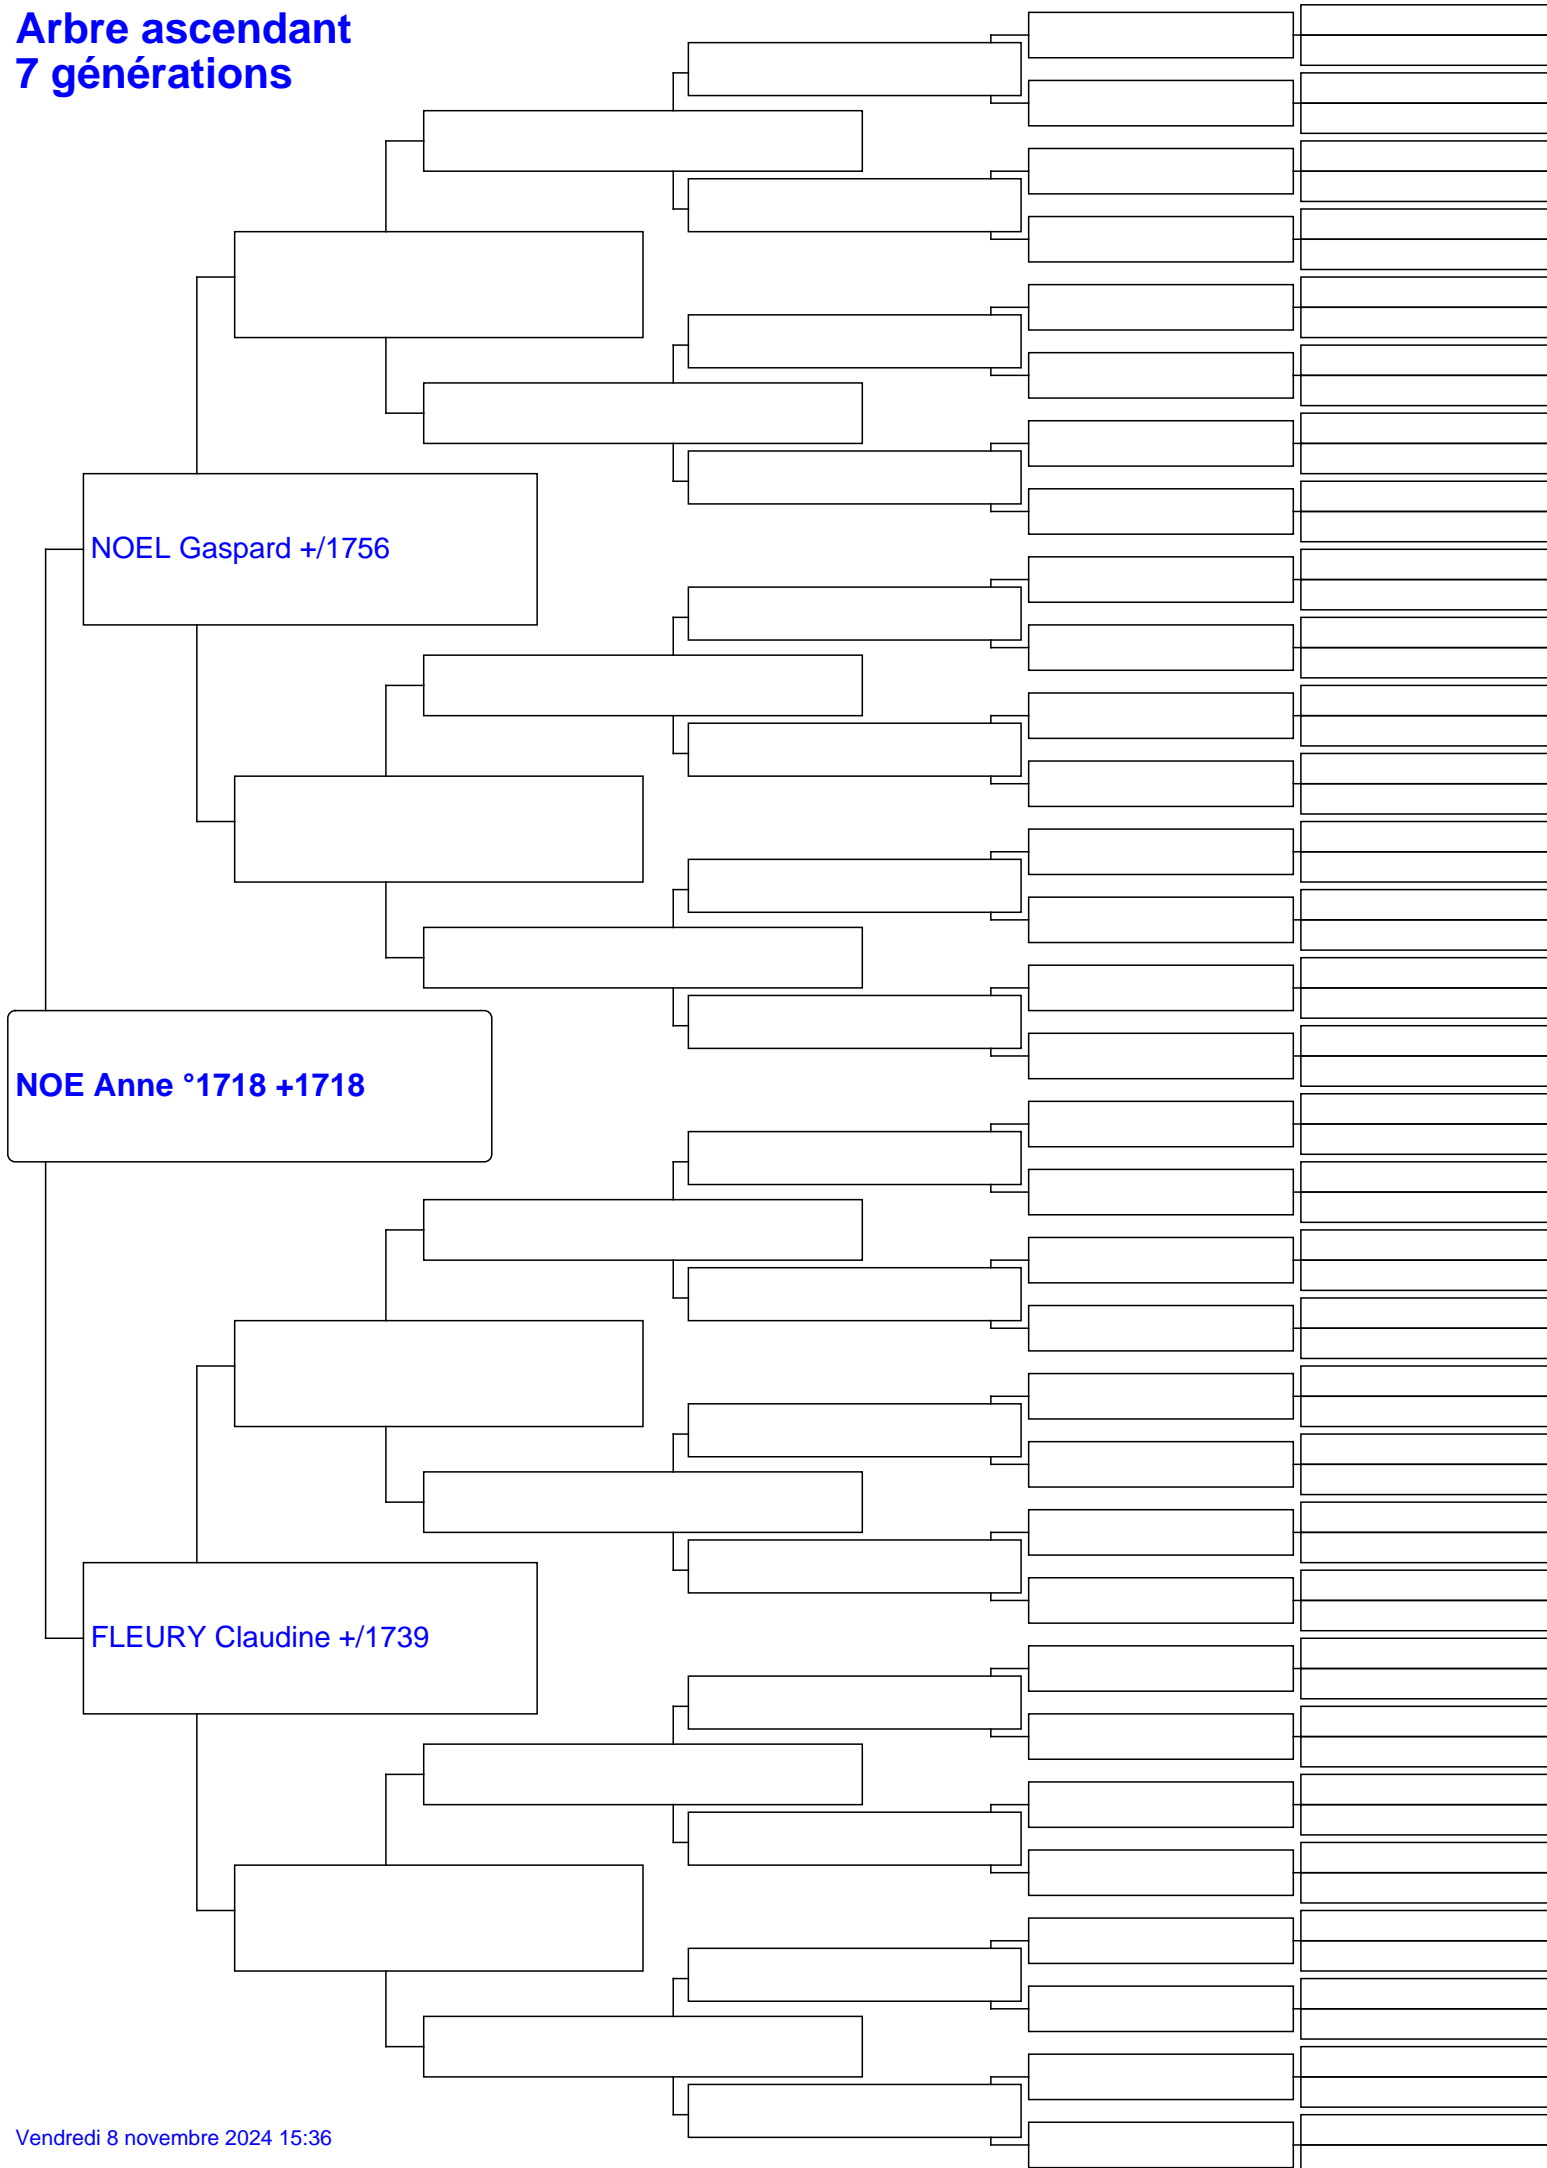 Arbre ascendant
7 générations
NOEL Gaspard +/1756
NOE Anne °1718 +1718
FLEURY Claudine +/1739
Vendredi 8 novembre 2024 15:36